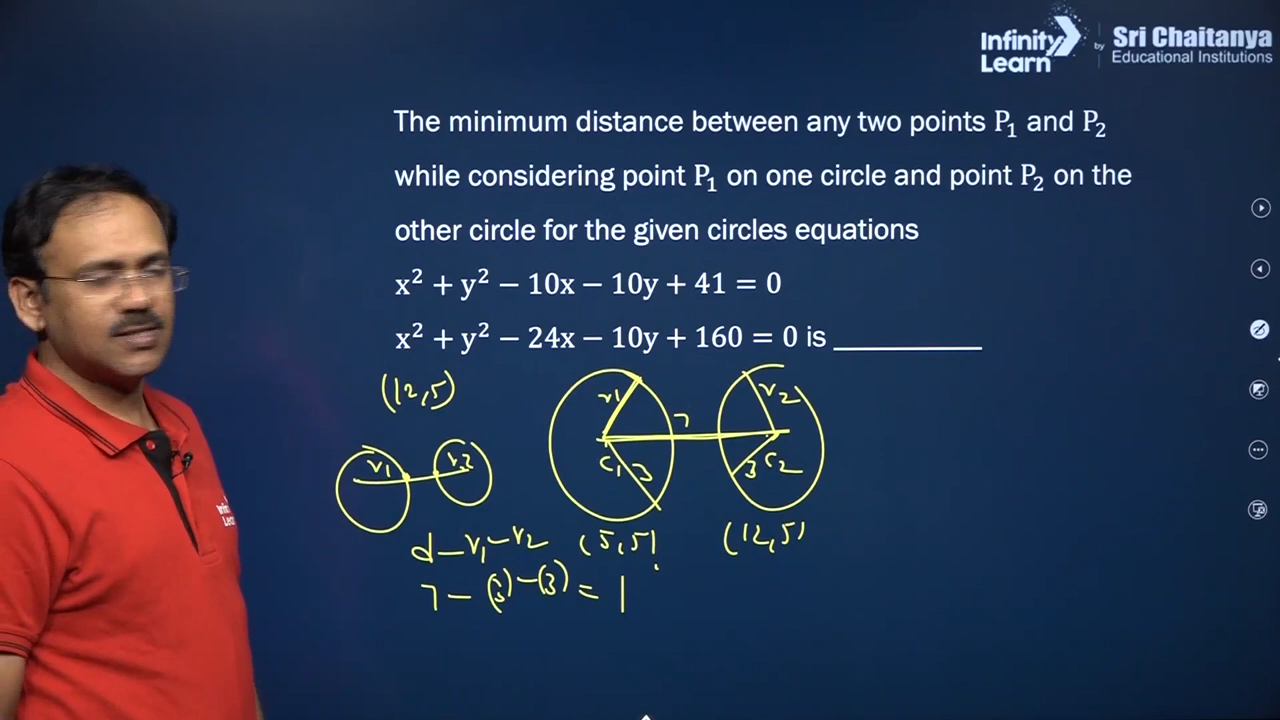 Infinity Learn by Sri Chaitanya Educational Institutions
The minimum distance between any two points P₁ and P₂
while considering point P₁ on one circle and point P₂ on the
other circle for the given circles equations
x² + y² − 10x − 10y + 41 = 0
x² + y² − 24x − 10y + 160 = 0 is __________
(12,5)
r1 r2
r1 7 r2
C1 3 3 C2
d − r1 − r2 (5,5) (12,5)
7 − (3) − (3) = 1